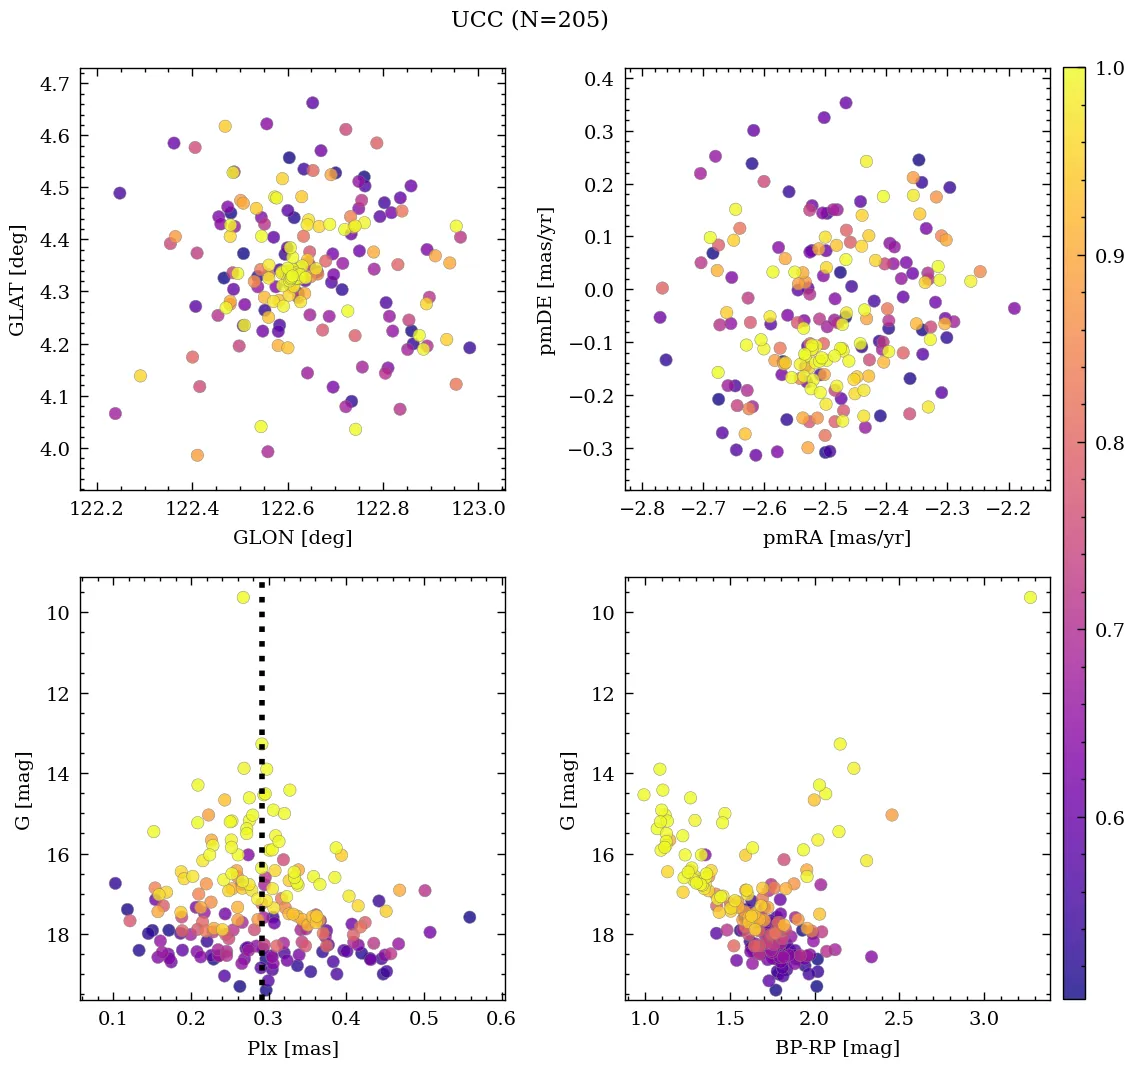 UCC (N=205)
4.7
4.6
4.5
4.4
4.3
4.2
4.1
4.0
GLAT [deg]
122.2 122.4 122.6 122.8 123.0
GLON [deg]
0.4
0.3
0.2
0.1
0.0
−0.1
−0.2
−0.3
pmDE [mas/yr]
−2.8 −2.7 −2.6 −2.5 −2.4 −2.3 −2.2
pmRA [mas/yr]
10
12
14
16
18
G [mag]
0.1 0.2 0.3 0.4 0.5 0.6
Plx [mas]
10
12
14
16
18
G [mag]
1.0 1.5 2.0 2.5 3.0
BP-RP [mag]
1.0
0.9
0.8
0.7
0.6